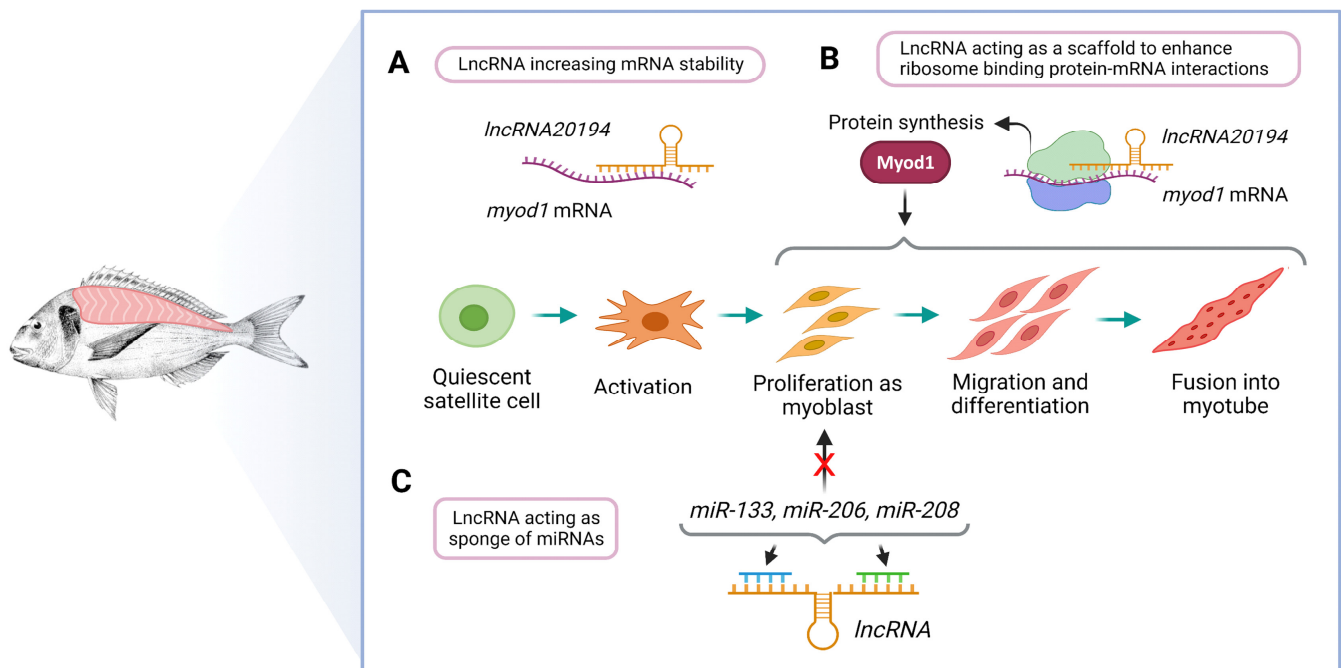 A
LncRNA increasing mRNA stability
lncRNA20194
myod1 mRNA
B
LncRNA acting as a scaffold to enhance
ribosome binding protein-mRNA interactions
Protein synthesis
Myod1
lncRNA20194
myod1 mRNA
Quiescent
satellite cell
Activation
Proliferation as
myoblast
Migration and
differentiation
Fusion into
myotube
C
LncRNA acting as
sponge of miRNAs
miR-133, miR-206, miR-208
lncRNA